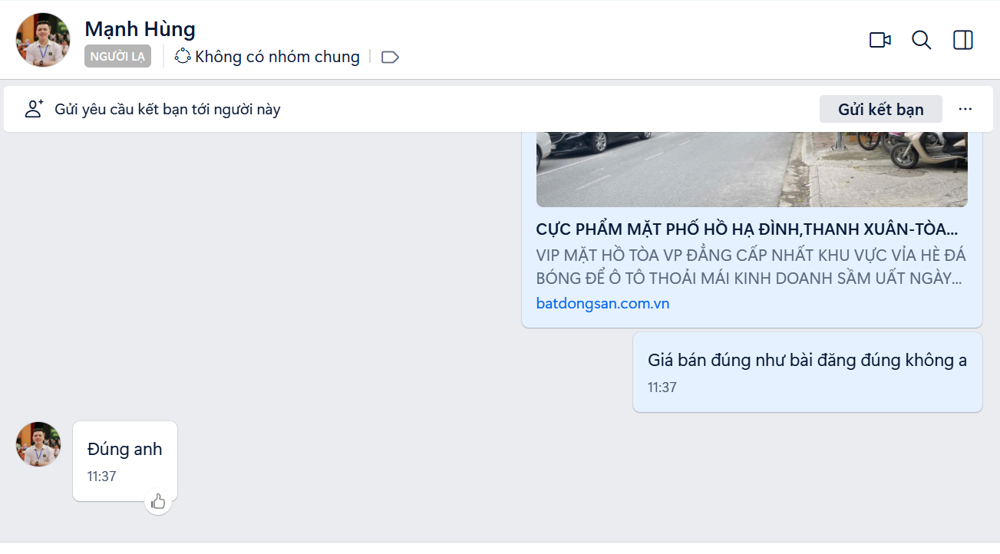 Mạnh Hùng
NGƯỜI LẠ
Không có nhóm chung
Gửi yêu cầu kết bạn tới người này
Gửi kết bạn
CỰC PHẨM MẶT PHỐ HỒ HẠ ĐÌNH,THANH XUÂN-TÒA...
VIP MẶT HỒ TÒA VP ĐẲNG CẤP NHẤT KHU VỰC VỈA HÈ ĐÁ
BÓNG ĐỂ Ô TÔ THOẢI MÁI KINH DOANH SẦM UẤT NGÀY...
batdongsan.com.vn
Giá bán đúng như bài đăng đúng không a
11:37
Đúng anh
11:37